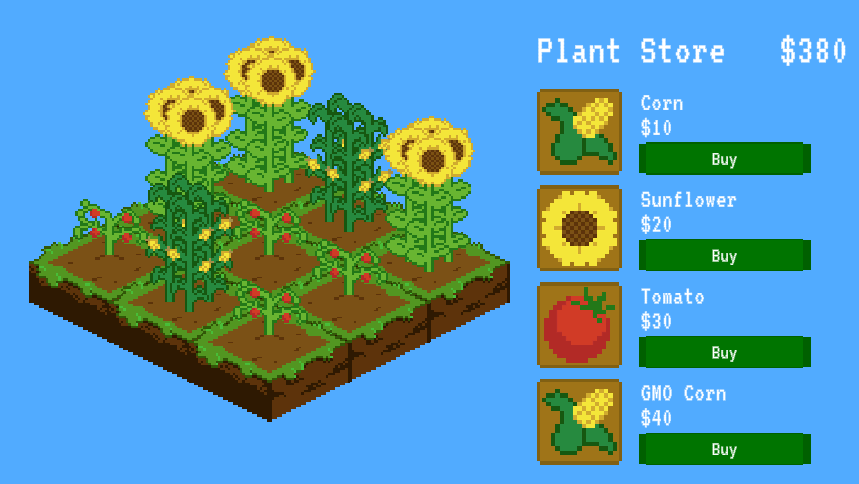 Plant Store $380
Corn
$10
Buy
Sunflower
$20
Buy
Tomato
$30
Buy
GMO Corn
$40
Buy